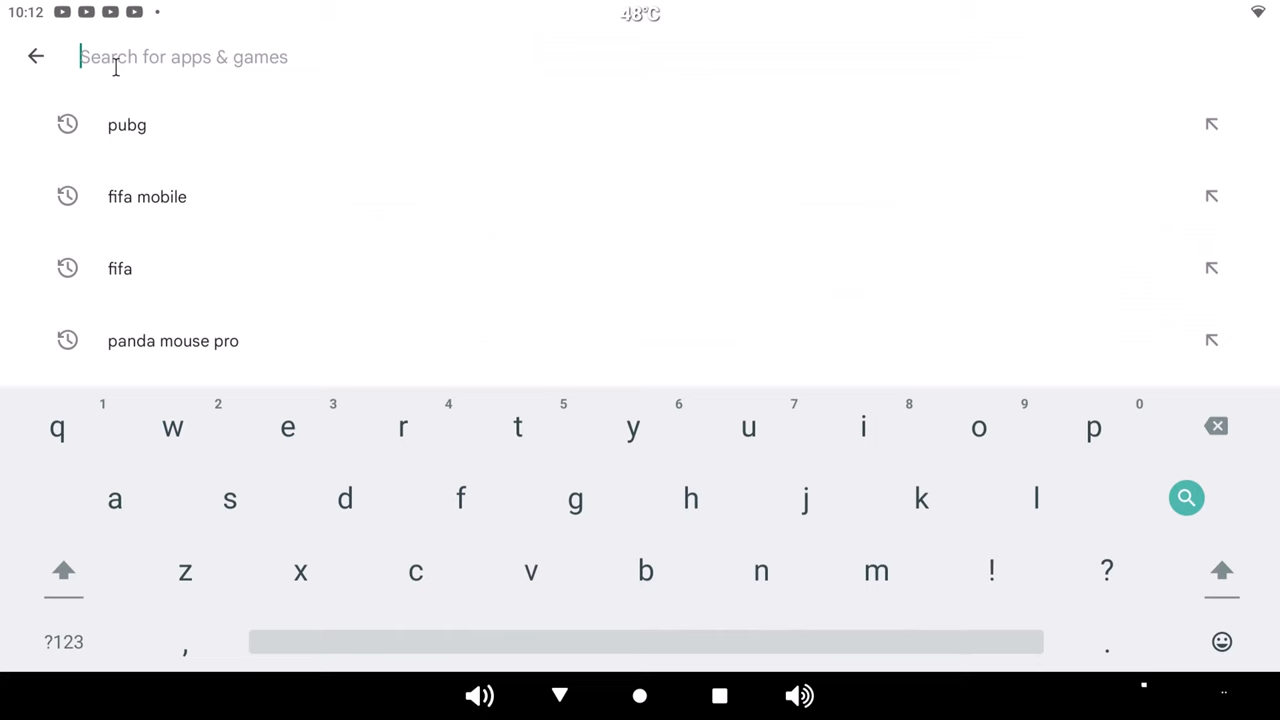 10:12 48°C
Search for apps & games
pubg
fifa mobile
fifa
panda mouse pro
1 2 3 4 5 6 7 8 9 0
q w e r t y u i o p
a s d f g h j k l
z x c v b n m ! ?
?123 , .